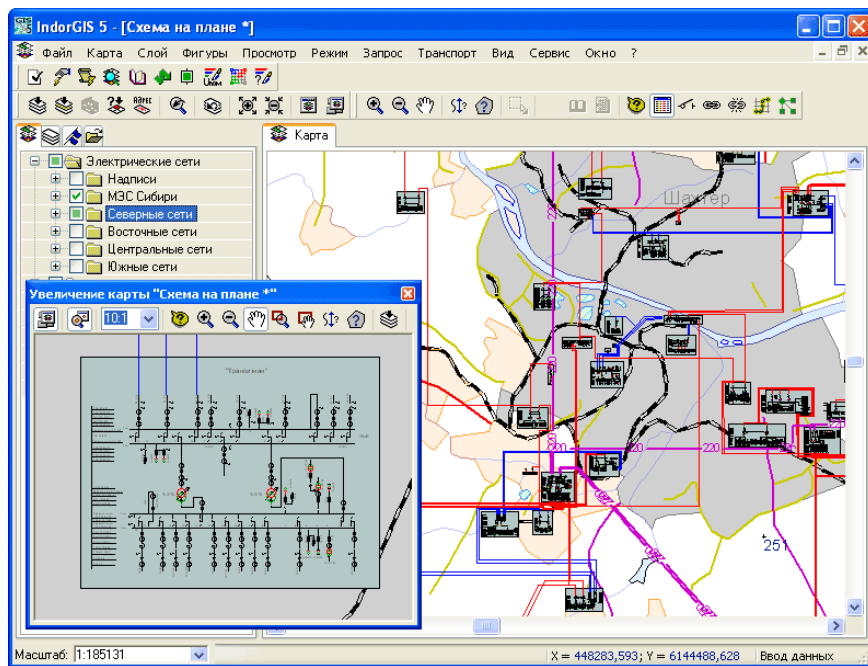 IndorGIS 5 - [Схема на плане *]
Файл Карта Слой Фигуры Просмотр Режим Запрос Транспорт Вид Сервис Окно ?
Карта
Электрические сети
Надписи
МЭС Сибири
Северные сети
Восточные сети
Центральные сети
Южные сети
Шахтер
220
220
220
220
251
Увеличение карты "Схема на плане *"
10:1
Масштаб: 1:185131
X = 448283,593; Y = 6144488,628
Ввод данных